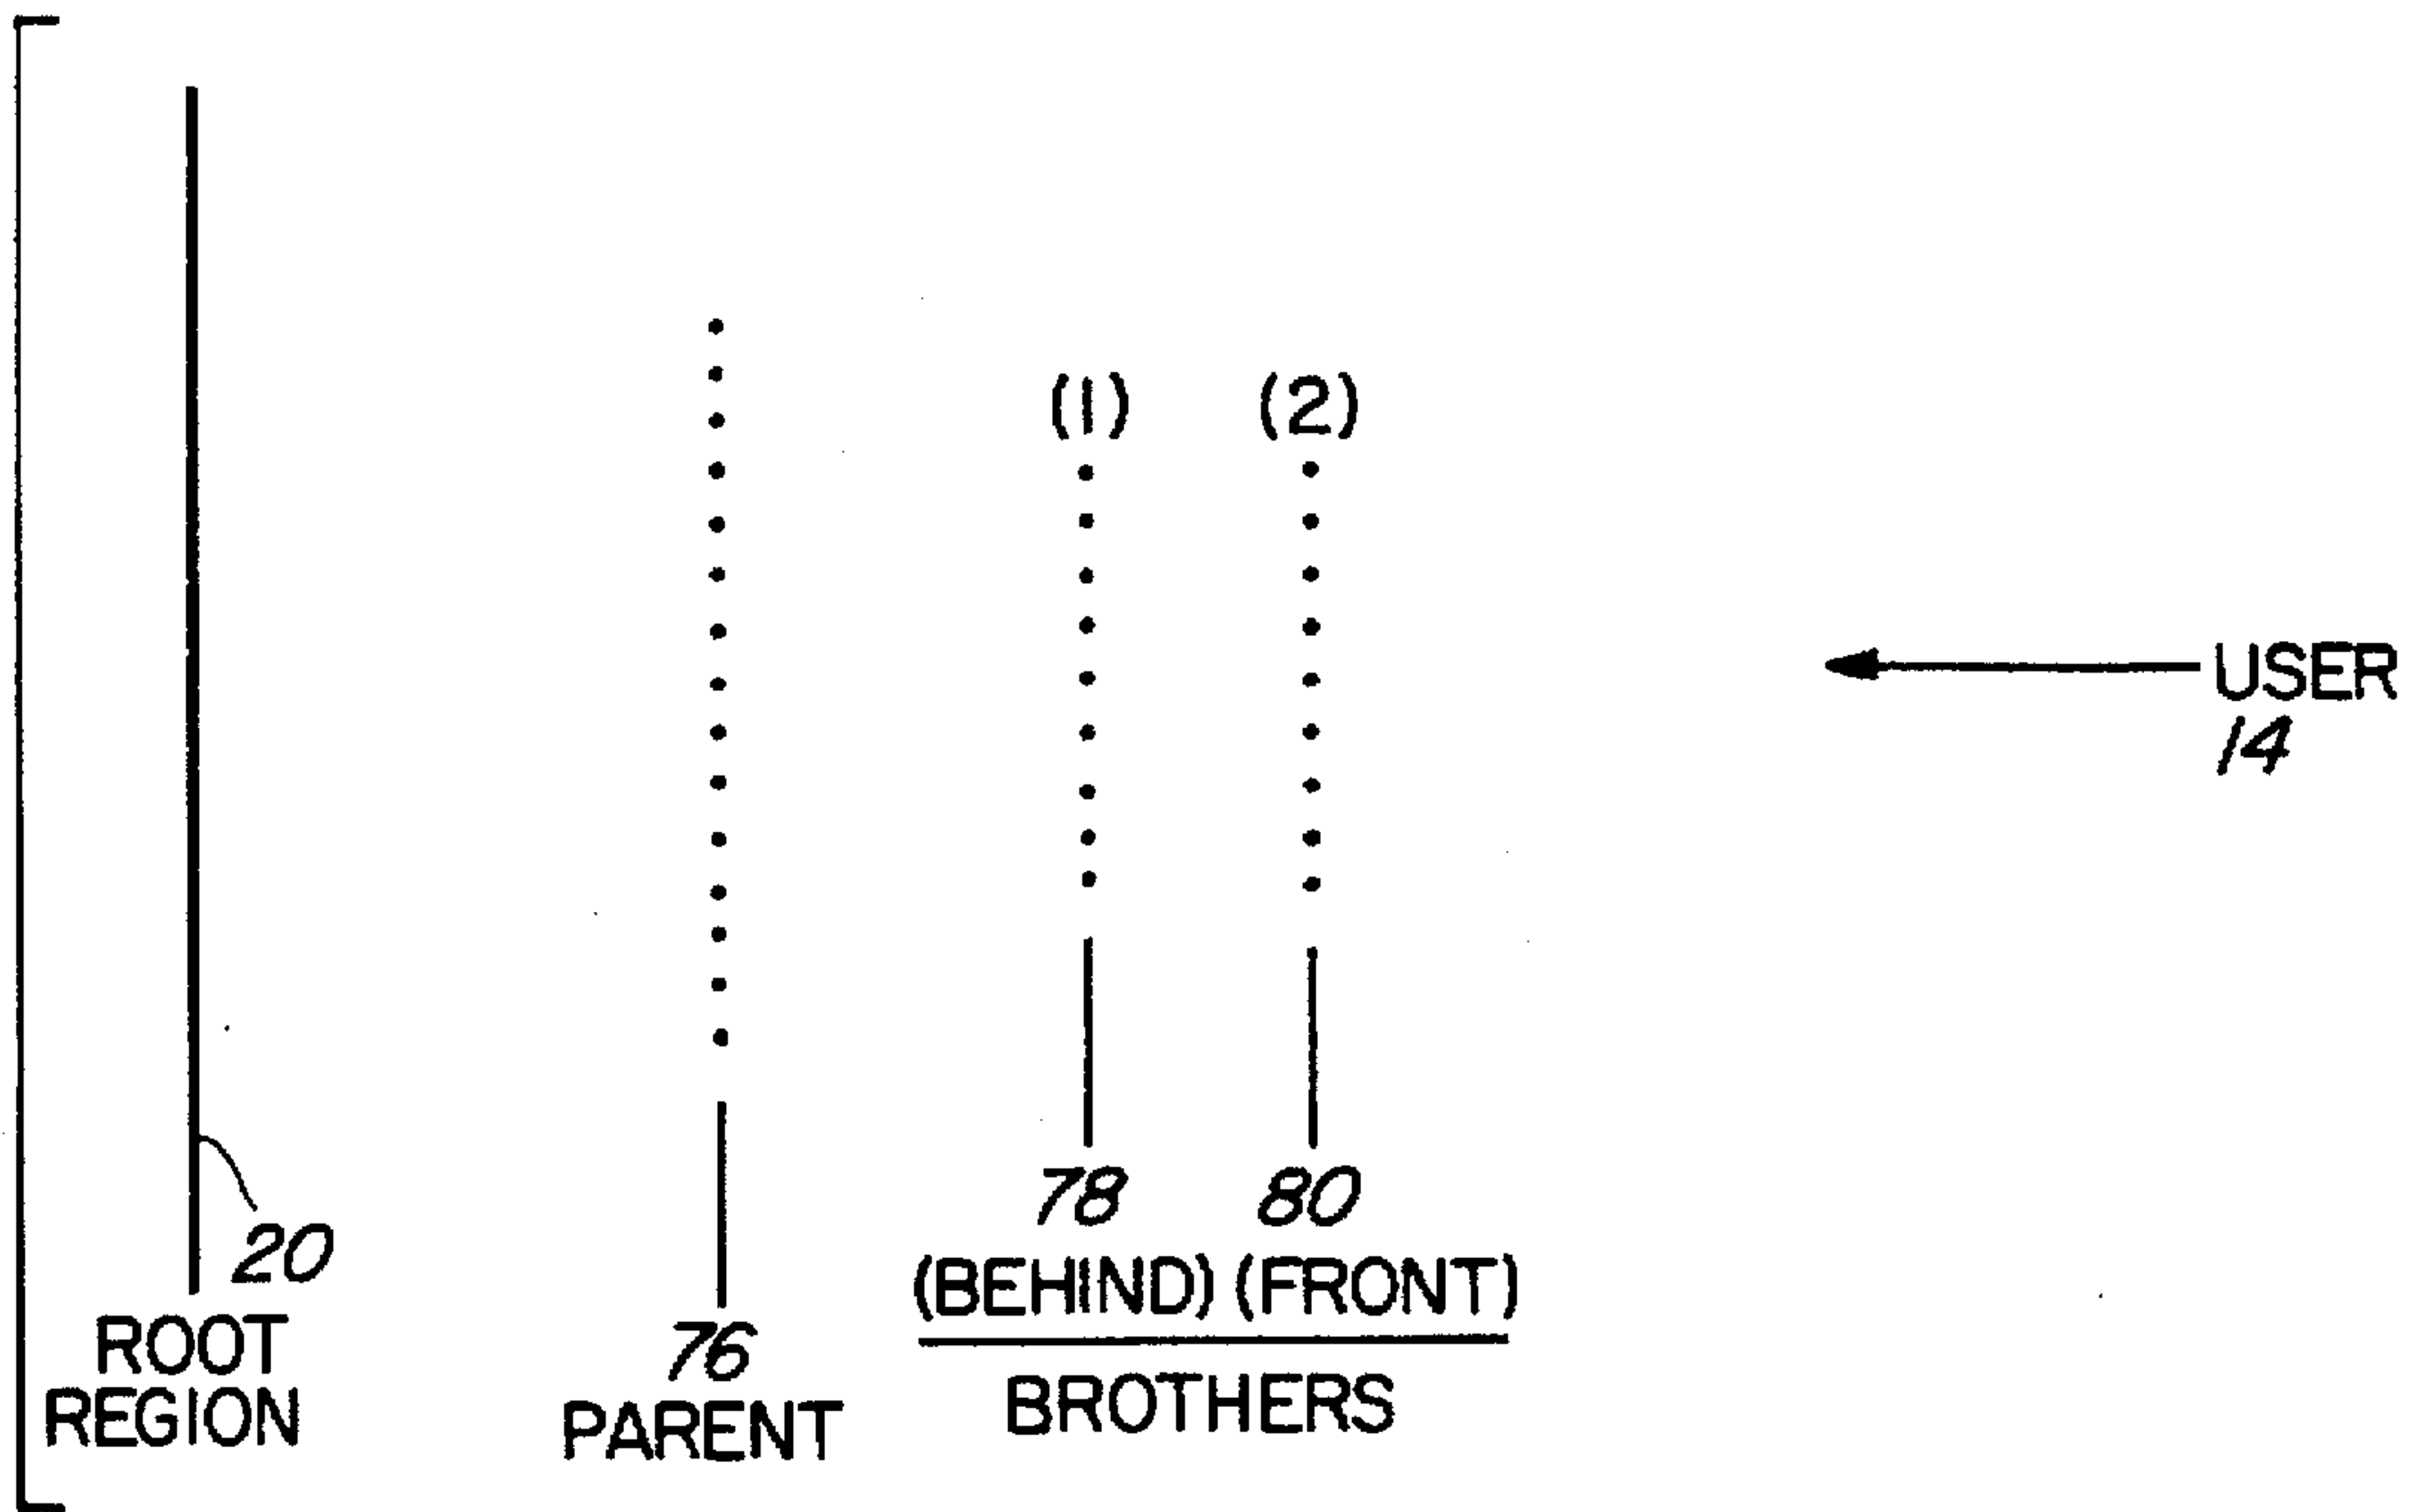 (1) (2)
USER
14
78 80
20
(BEHIND) (FRONT)
ROOT
REGION
76
PARENT
BROTHERS